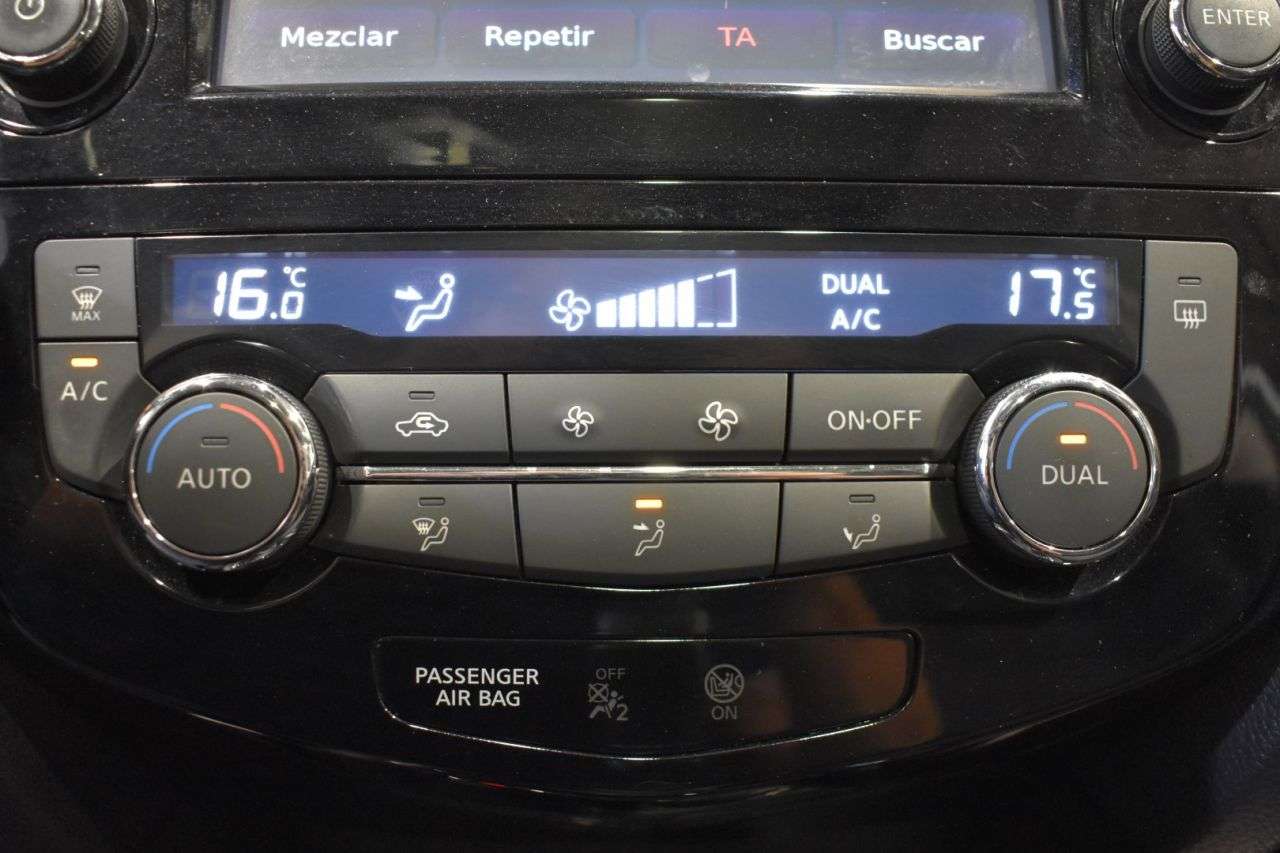 ENTER
Mezclar Repetir TA Buscar
16.0 °C DUAL 17.5 °C
A/C
MAX
A/C
ON·OFF
AUTO DUAL
PASSENGER OFF
AIR BAG 2 ON